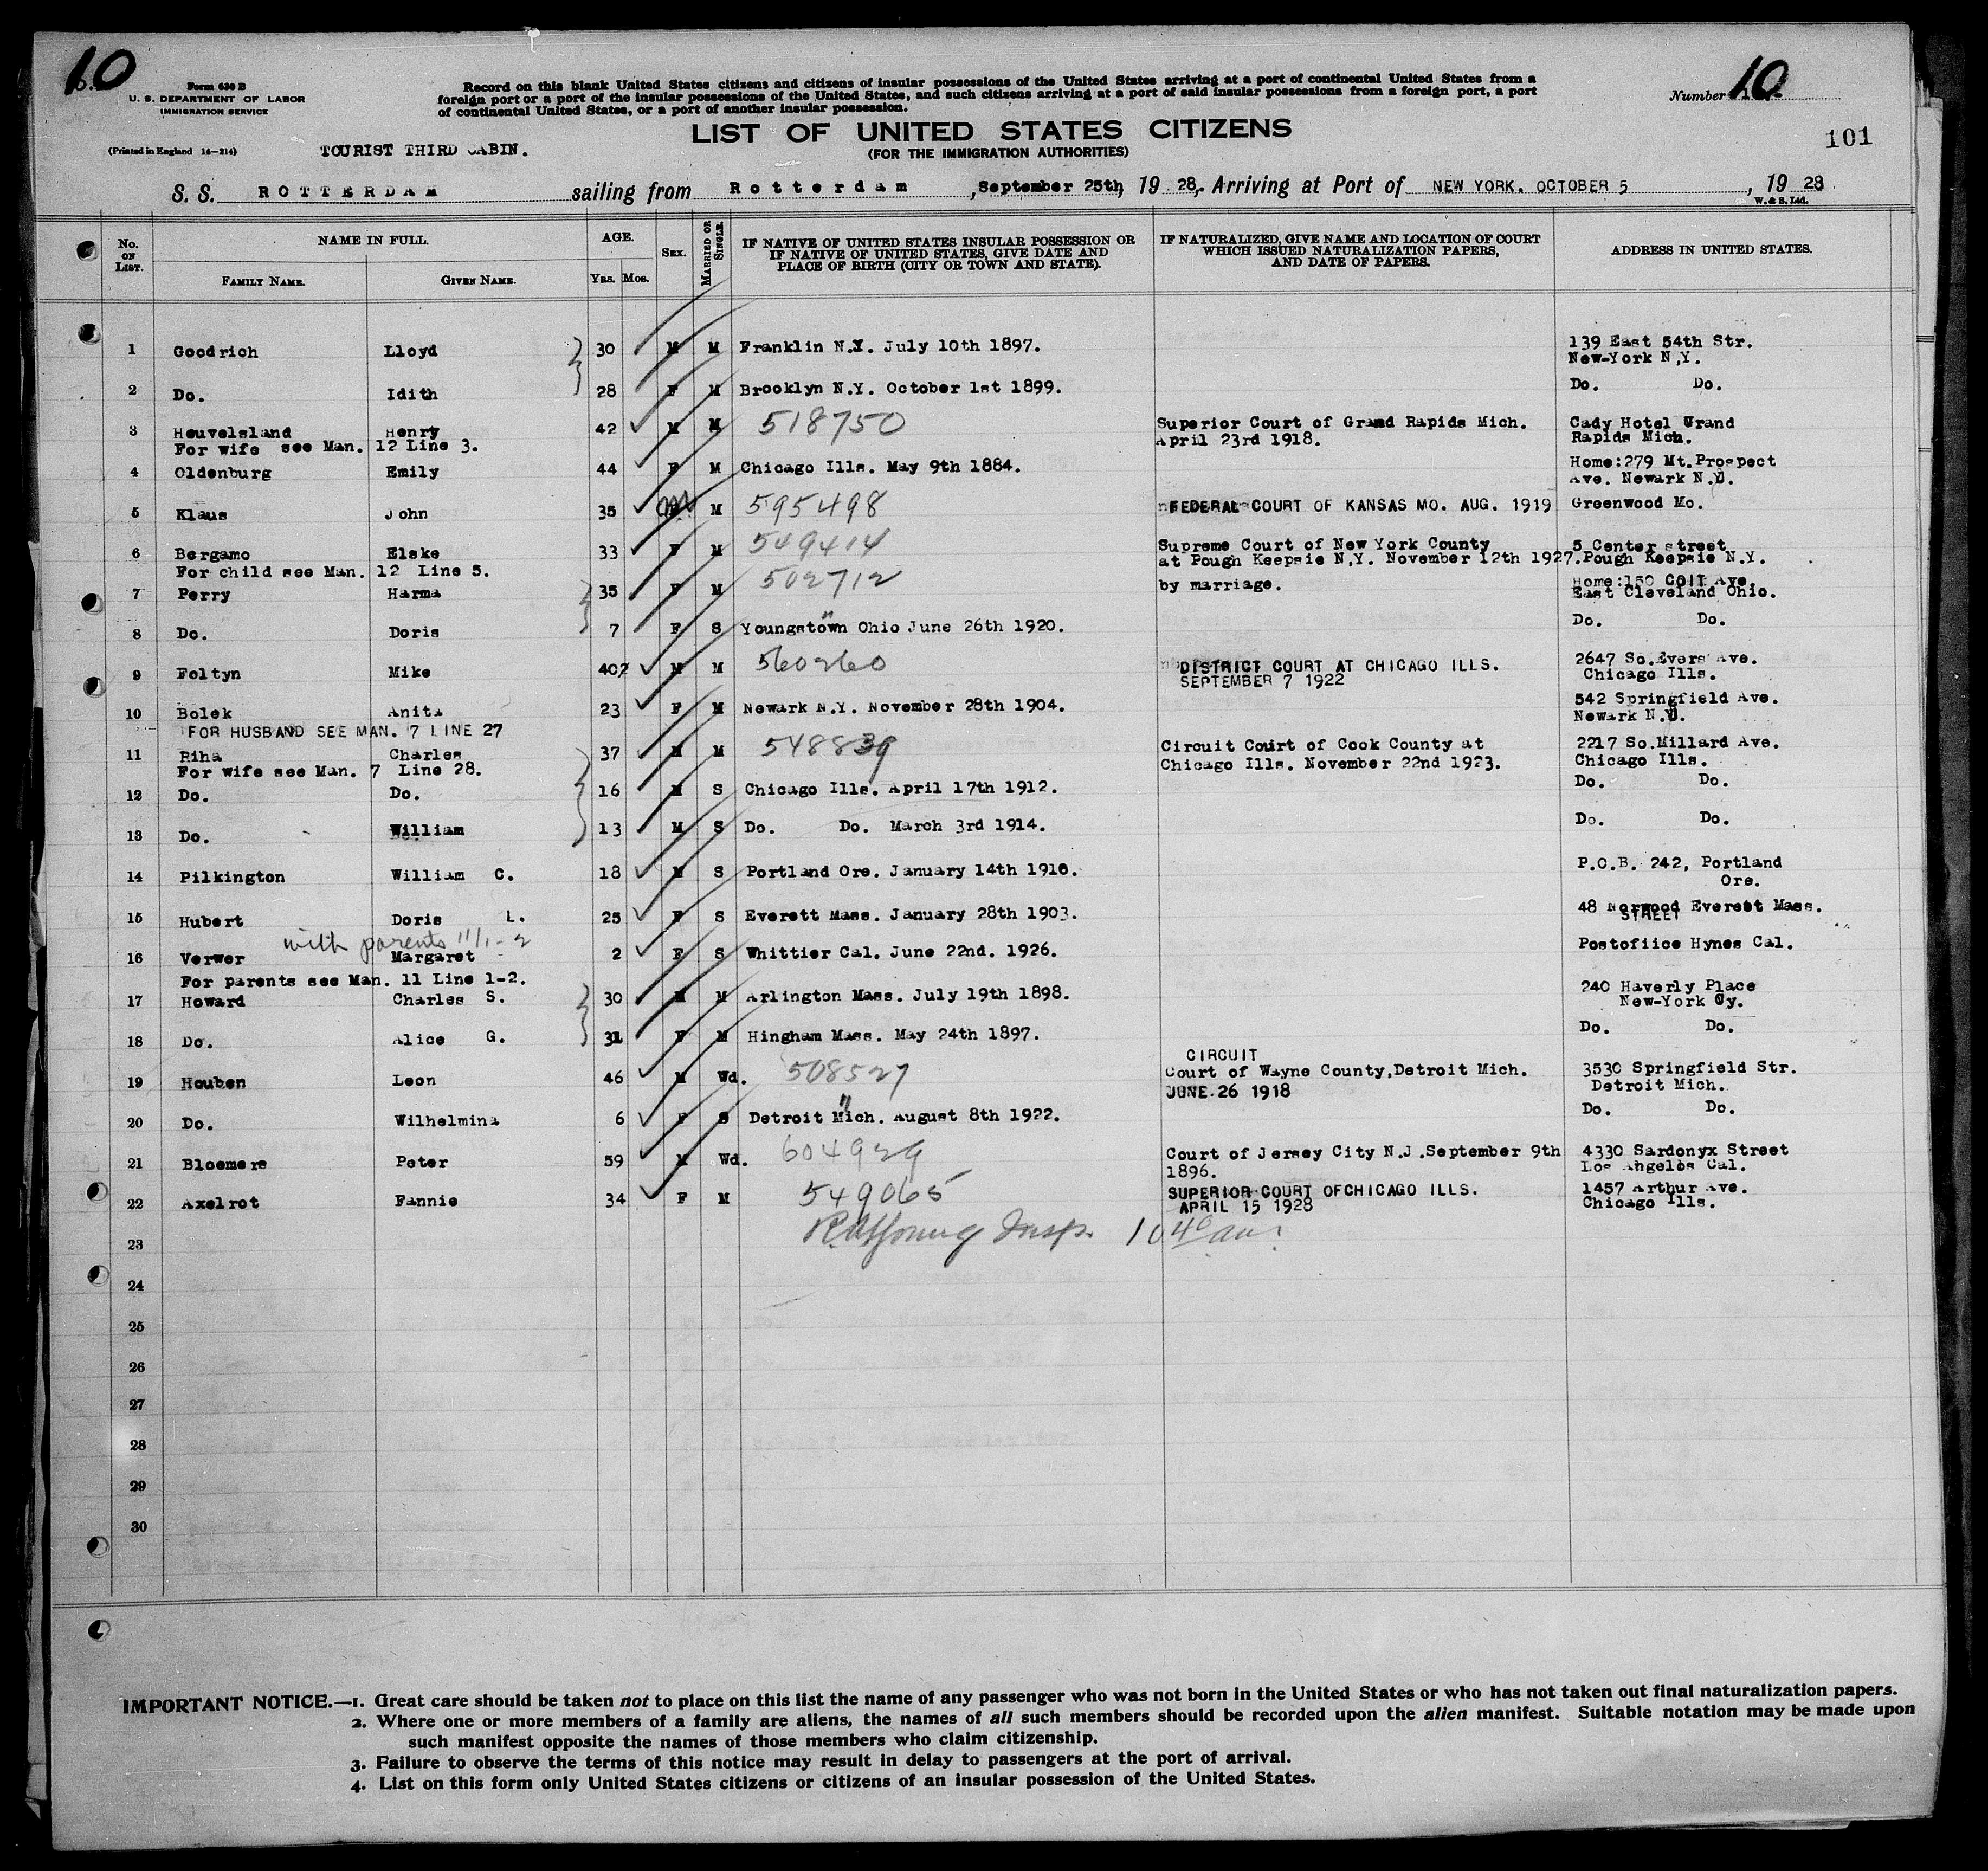 10
10
Form 630 B
U. S. DEPARTMENT OF LABOR
IMMIGRATION SERVICE
Record on this blank United States citizens and citizens of insular possessions of the United States arriving at a port of continental United States from a
foreign port or a port of the insular possessions of the United States, and such citizens arriving at a port of said insular possessions from a foreign port, a port
of continental United States, or a port of another insular possession.
Number
101
LIST OF UNITED STATES CITIZENS
(FOR THE IMMIGRATION AUTHORITIES)
(Printed in England 14-214)
TOURIST THIRD CABIN.
S. S. ROTTERDAM sailing from Rotterdam, September 25th, 19 28, Arriving at Port of NEW YORK. OCTOBER 5, 19 28
W. & S. Ltd.
No. ON LIST. NAME IN FULL. AGE. SEX. MARRIED OR SINGLE. IF NATIVE OF UNITED STATES INSULAR POSSESSION OR IF NATIVE OF UNITED STATES, GIVE DATE AND PLACE OF BIRTH (CITY OR TOWN AND STATE). IF NATURALIZED, GIVE NAME AND LOCATION OF COURT WHICH ISSUED NATURALIZATION PAPERS, AND DATE OF PAPERS. ADDRESS IN UNITED STATES.
FAMILY NAME. GIVEN NAME. YRS. MOS.
1 Goodrich Lloyd 30 M M Franklin N.Y. July 10th 1897. 139 East 54th Str.
New-York N.Y.
2 Do. Idith 28 F M Brooklyn N.Y. October 1st 1899. Do. Do.
3 Heuvelsland Henry 42 M M 518750 Superior Court of Grand Rapids Mich. Cady Hotel Grand
For wife see Man. 12 Line 3. April 23rd 1918. Rapids Mich.
4 Oldenburg Emily 44 F M Chicago Ills. May 9th 1884. Home:279 Mt.Prospect
Ave. Newark N.J.
5 Klaus John 35 M M 595498 FEDERAL COURT OF KANSAS MO. AUG. 1919 Greenwood Mo.
6 Bergamo Elske 33 F M 549414 Supreme Court of New York County 5 Center street
For child see Man. 12 Line 5. at Pough Keepsie N.Y. November 12th 1927. Pough Keepsie N.Y.
7 Perry Harma 35 F M 502712 by marriage. Home:150 COIT Ave.
East Cleveland Ohio.
8 Do. Doris 7 F S Youngstown Ohio June 26th 1920. Do. Do.
9 Foltyn Mike 40 M M 560260 DISTRICT COURT AT CHICAGO ILLS. 2647 So.Evers Ave.
SEPTEMBER 7 1922 Chicago Ills.
10 Bolek Anita 23 F M Newark N.Y. November 28th 1904. 542 Springfield Ave.
FOR HUSBAND SEE MAN. 7 LINE 27 Newark N.J.
11 Riha Charles 37 M M 548839 Circuit Court of Cook County at 2217 So.Millard Ave.
For wife see Man. 7 Line 28. Chicago Ills. November 22nd 1923. Chicago Ills.
12 Do. Do. 16 M S Chicago Ills. April 17th 1912. Do. Do.
13 Do. William 13 M S Do. Do. March 3rd 1914. Do. Do.
14 Pilkington William C. 18 M S Portland Ore. January 14th 1910. P.O.B. 242, Portland
Ore.
15 Hubert Doris L. 25 F S Everett Mass. January 28th 1903. 48 Norwood Everett Mass.
STREET
with parents 11/1-2
16 Verwer Margaret 2 F S Whittier Cal. June 22nd. 1926. Postofiice Hynes Cal.
For parents see Man. 11 Line 1-2.
17 Howard Charles S. 30 M M Arlington Mass. July 19th 1898. 240 Haverly Place
New-York Cy.
18 Do. Alice G. 31 F M Hingham Mass. May 24th 1897. Do. Do.
CIRCUIT
19 Houben Leon 46 M Wd. 508527 Court of Wayne County,Detroit Mich. 3530 Springfield Str.
JUNE.26 1918 Detroit Mich.
20 Do. Wilhelmina 6 F S Detroit Mich. August 8th 1922. Do. Do.
21 Bloemers Peter 59 M Wd. 604929 Court of Jersey City N.J.September 9th 4330 Sardonyx Street
1896. Los Angelos Cal.
22 Axelrot Fannie 34 F M 549065 SUPERIOR COURT OFCHICAGO ILLS. 1457 Arthur Ave.
APRIL 15 1928 Chicago Ills.
23 Insp. 10 40 am
24
25
26
27
28
29
30
IMPORTANT NOTICE.—1. Great care should be taken not to place on this list the name of any passenger who was not born in the United States or who has not taken out final naturalization papers.
2. Where one or more members of a family are aliens, the names of all such members should be recorded upon the alien manifest. Suitable notation may be made upon
such manifest opposite the names of those members who claim citizenship.
3. Failure to observe the terms of this notice may result in delay to passengers at the port of arrival.
4. List on this form only United States citizens or citizens of an insular possession of the United States.